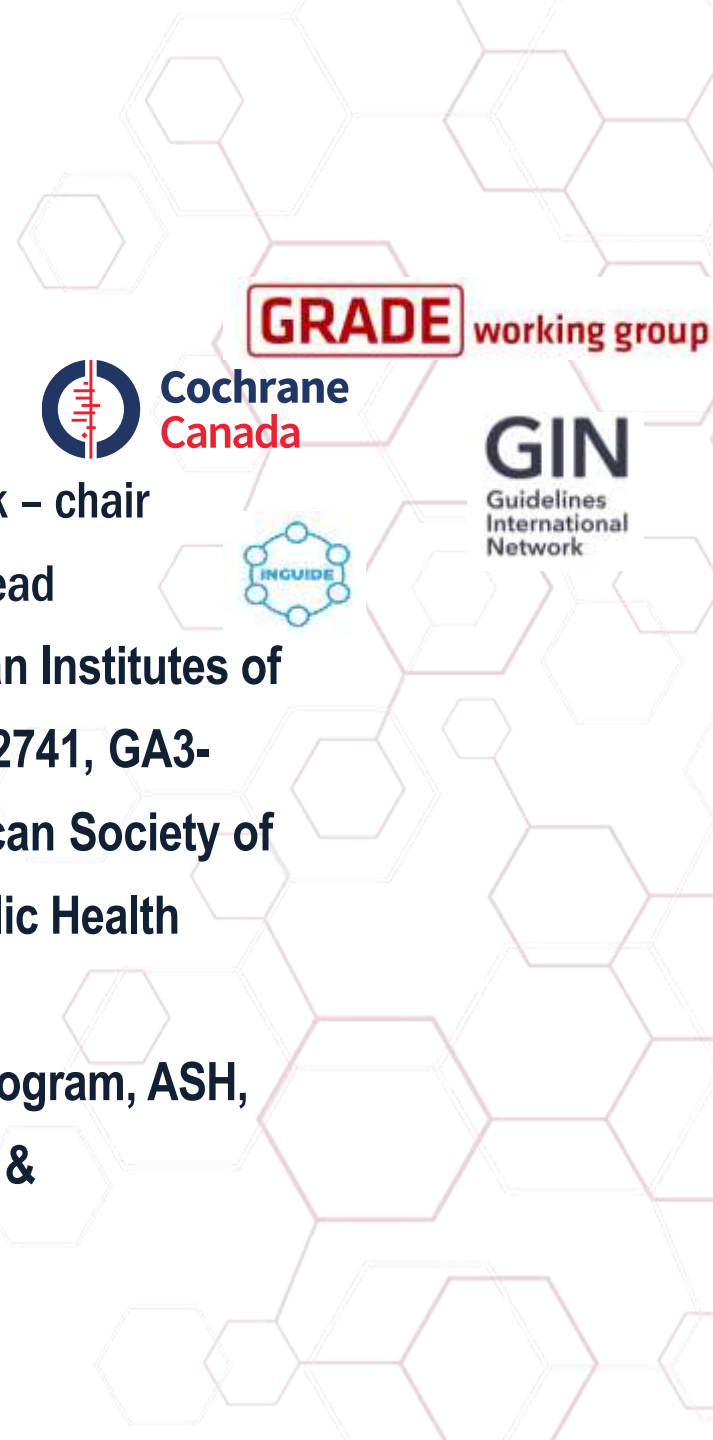 GRADE working group
Cochrane
Canada
GIN
Guidelines
International
Network
k – chair
INGUIDE
ead
an Institutes of
2741, GA3-
can Society of
lic Health
ogram, ASH,
&